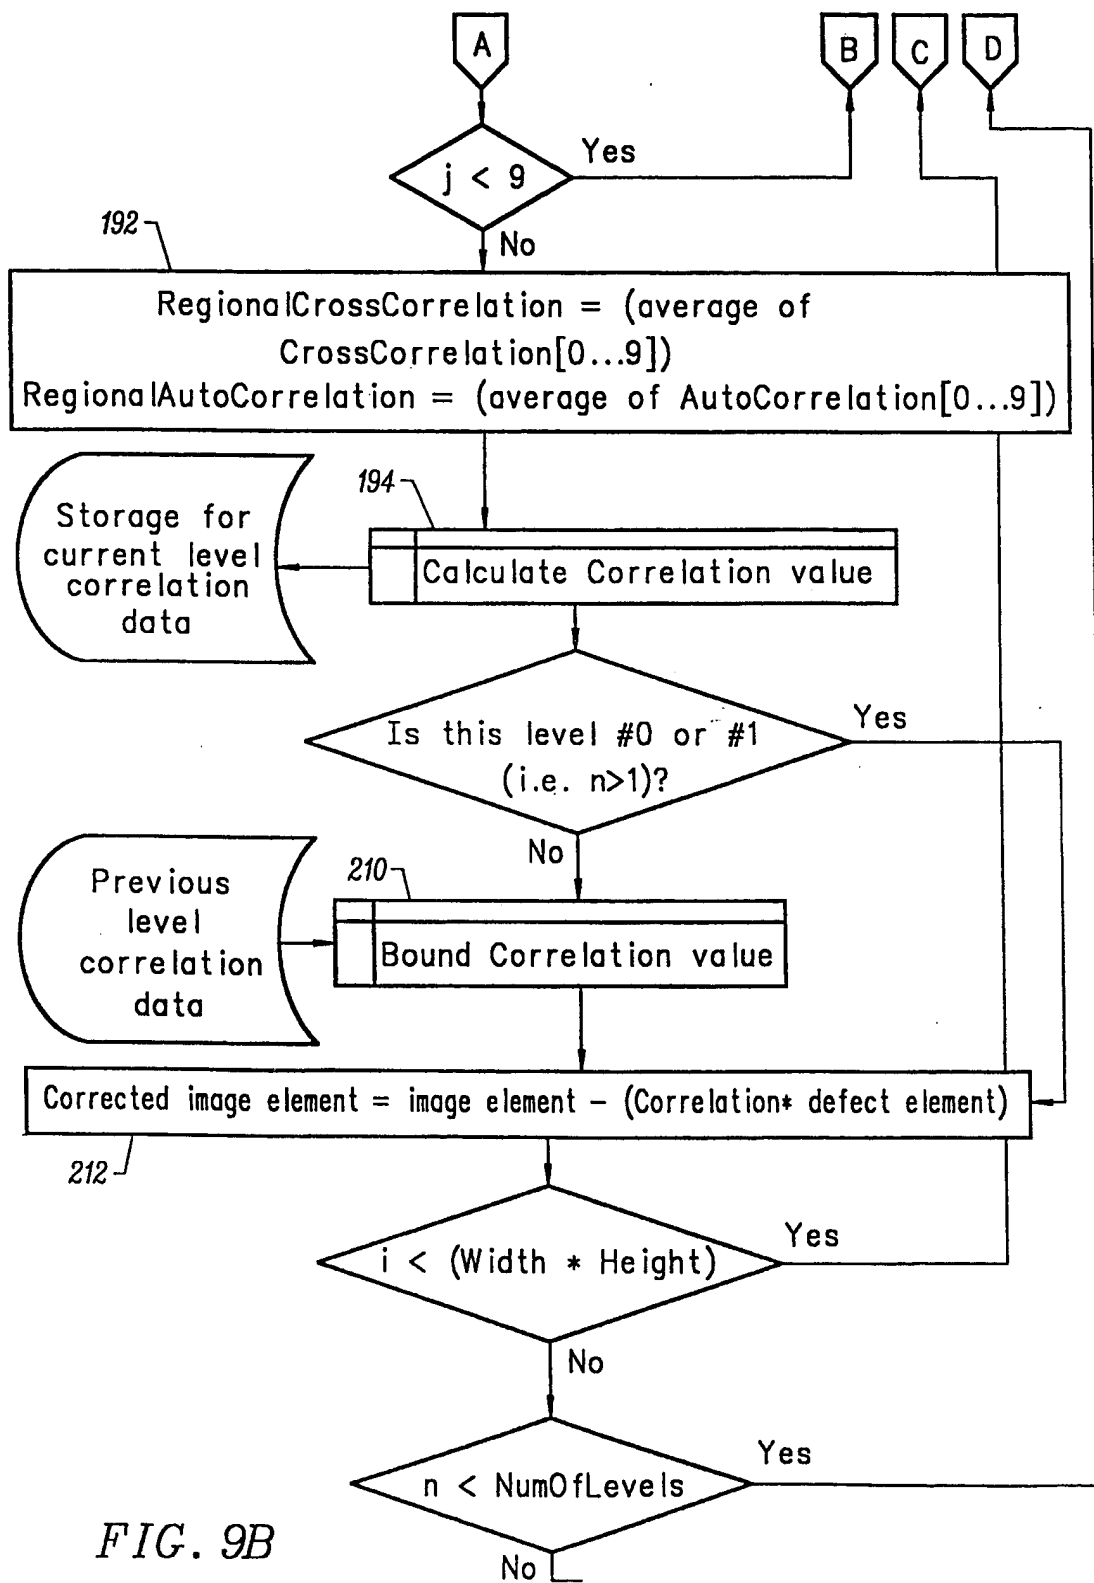 A
B
C
D
j < 9
Yes
No
192
RegionalCrossCorrelation = (average of
CrossCorrelation[0...9])
RegionalAutoCorrelation = (average of AutoCorrelation[0...9])
194
Storage for
current level
correlation
data
Calculate Correlation value
Is this level #0 or #1
(i.e. n>1)?
Yes
No
210
Previous
level
correlation
data
Bound Correlation value
Corrected image element = image element - (Correlation* defect element)
212
i < (Width * Height)
Yes
No
n < NumOfLevels
Yes
No
FIG. 9B